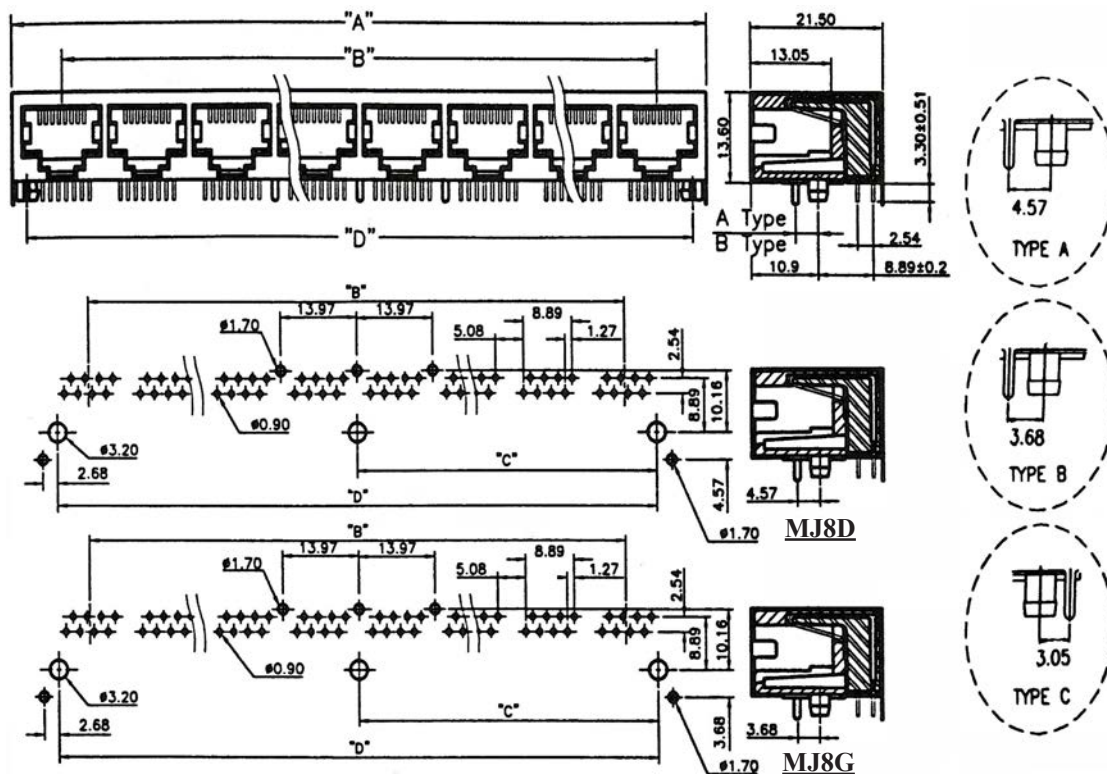 "A"
"B"
"D"
21.50
13.05
13.60
3.30±0.51
A Type
B Type
2.54
10.9
8.89±0.2
4.57
TYPE A
"B"
13.97
13.97
ø1.70
5.08
8.89
1.27
2.54
8.89
10.16
ø0.90
ø3.20
2.68
"C"
"D"
4.57
ø1.70
4.57
MJ8D
3.68
TYPE B
"B"
13.97
13.97
ø1.70
5.08
8.89
1.27
2.54
8.89
10.16
ø0.90
ø3.20
2.68
"C"
"D"
3.68
ø1.70
3.68
MJ8G
3.05
TYPE C